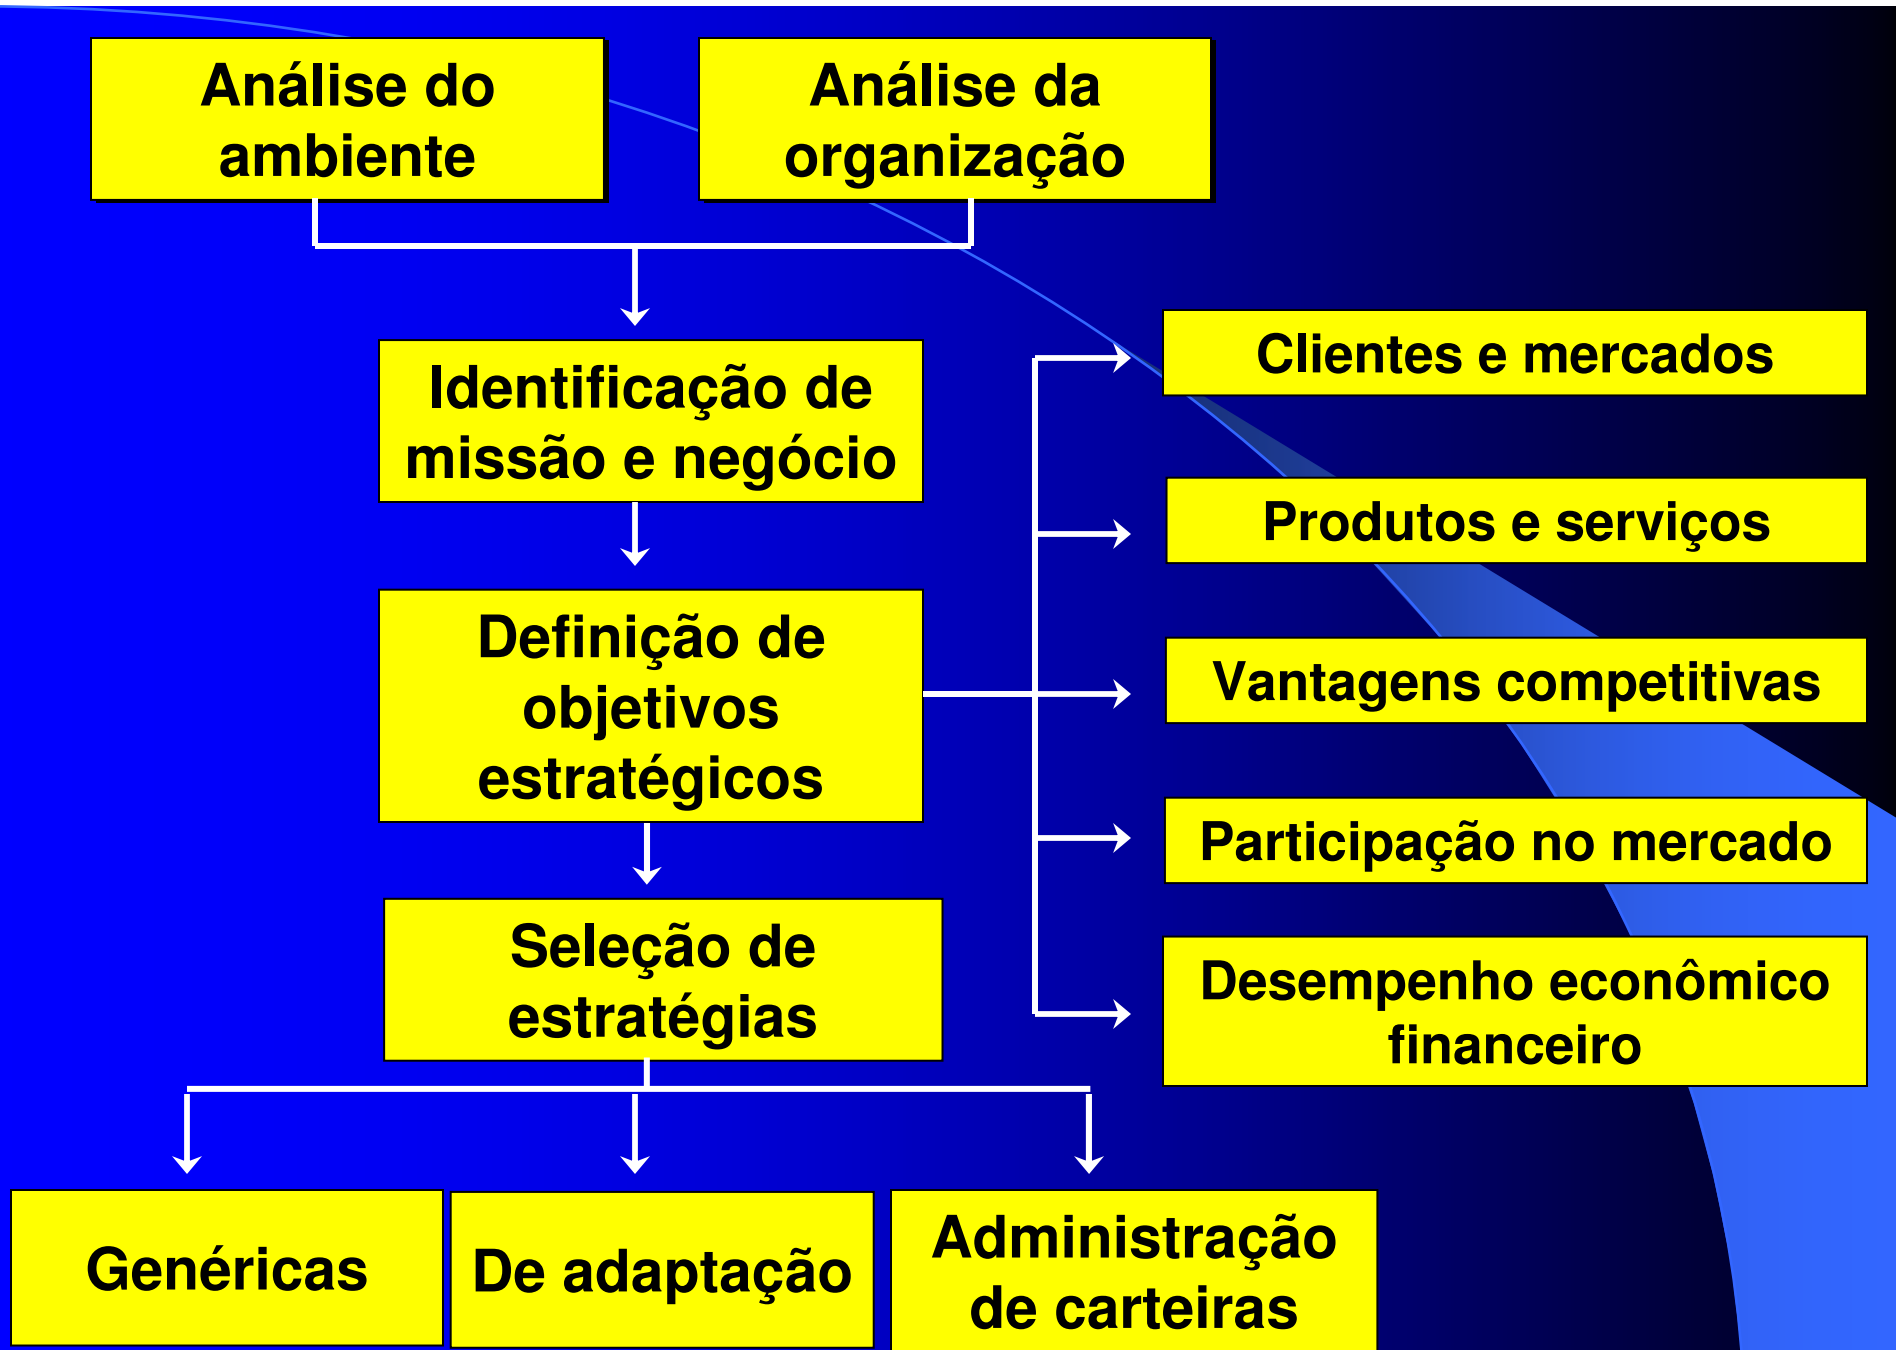 Análise do
ambiente
Análise da
organização
Identificação de
missão e negócio
Definição de
objetivos
estratégicos
Seleção de
estratégias
Clientes e mercados
Produtos e serviços
Vantagens competitivas
Participação no mercado
Desempenho econômico
financeiro
Genéricas
De adaptação
Administração
de carteiras